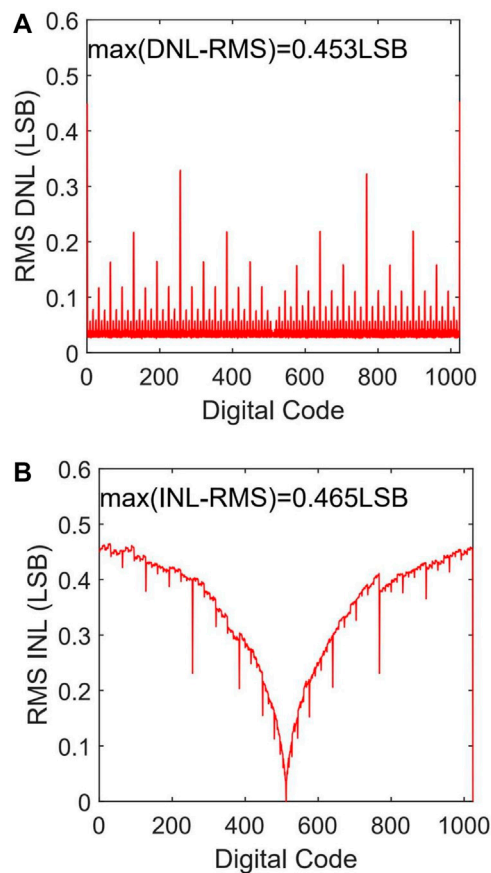 A
max(DNL-RMS)=0.453LSB
RMS DNL (LSB)
0.6
0.5
0.4
0.3
0.2
0.1
0
0 200 400 600 800 1000
Digital Code
B
max(INL-RMS)=0.465LSB
RMS INL (LSB)
0.6
0.5
0.4
0.3
0.2
0.1
0
0 200 400 600 800 1000
Digital Code